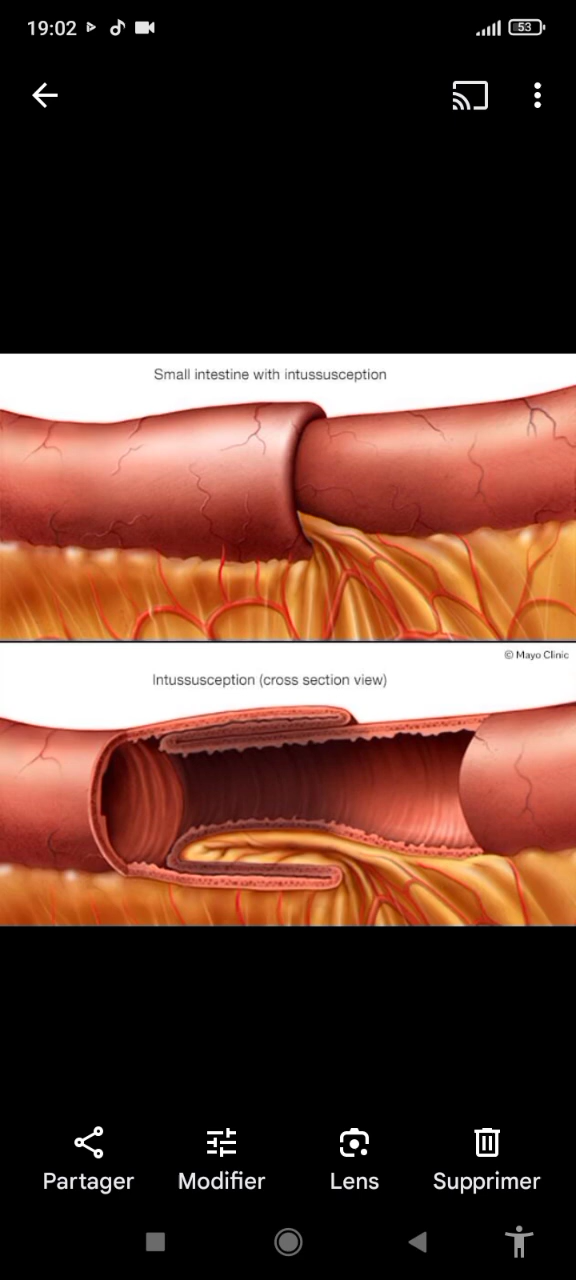 19:02
53
Small intestine with intussusception
© Mayo Clinic
Intussusception (cross section view)
Partager Modifier Lens Supprimer